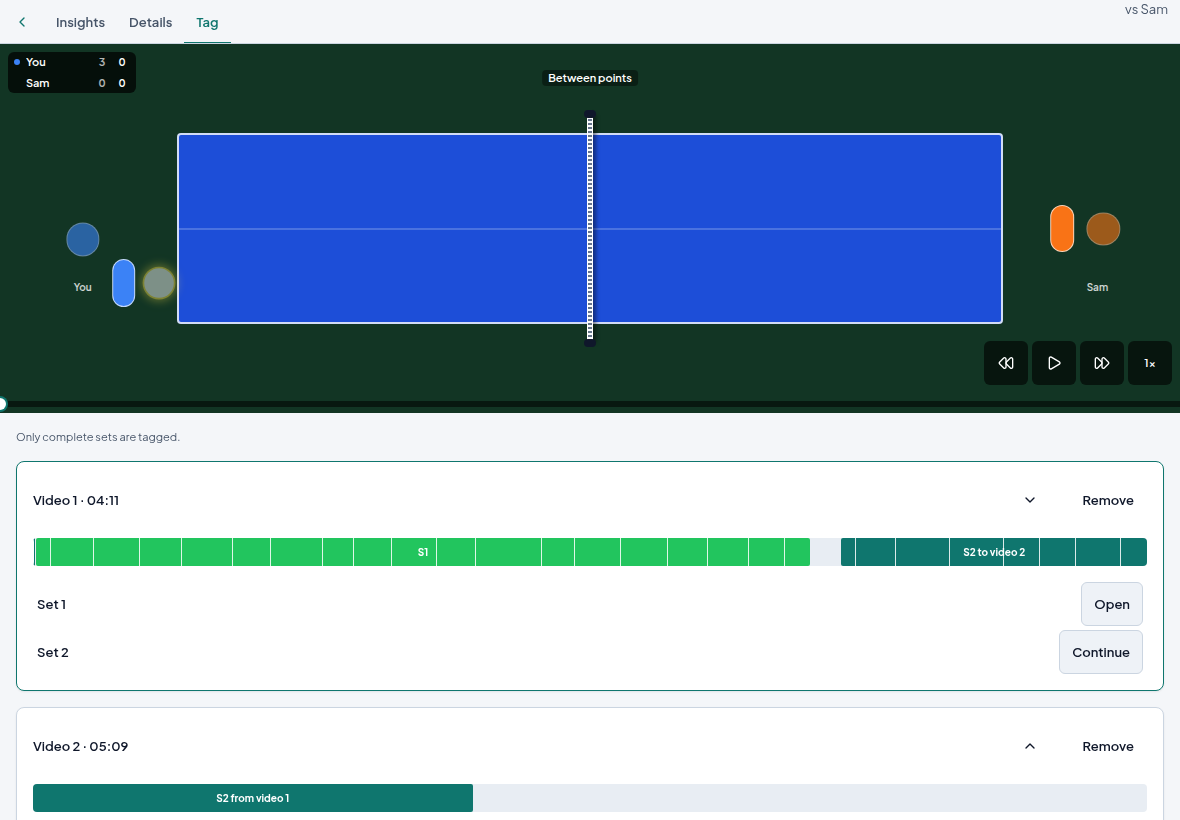 Insights Details Tag vs Sam
You 3 0
Sam 0 0
Between points
You
Sam
1x
Only complete sets are tagged.
Video 1 · 04:11 Remove
S1 S2 to video 2
Set 1 Open
Set 2 Continue
Video 2 · 05:09 Remove
S2 from video 1